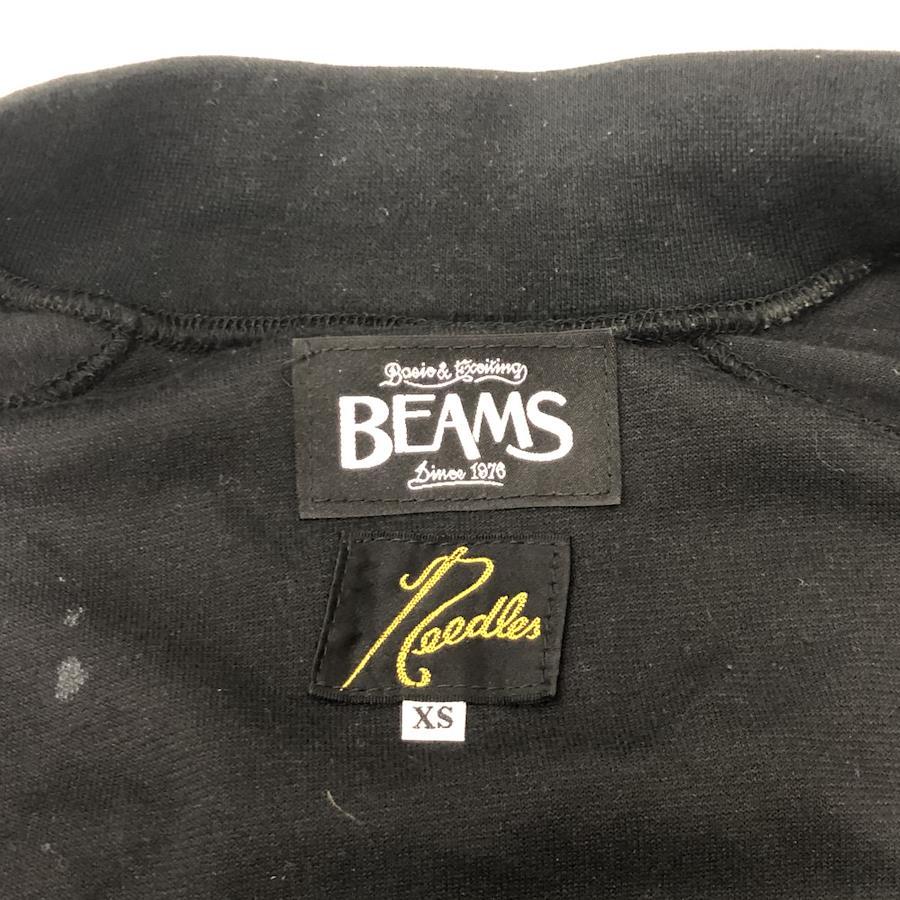 Basic & Exciting
BEAMS
Since 1976
Needles
XS